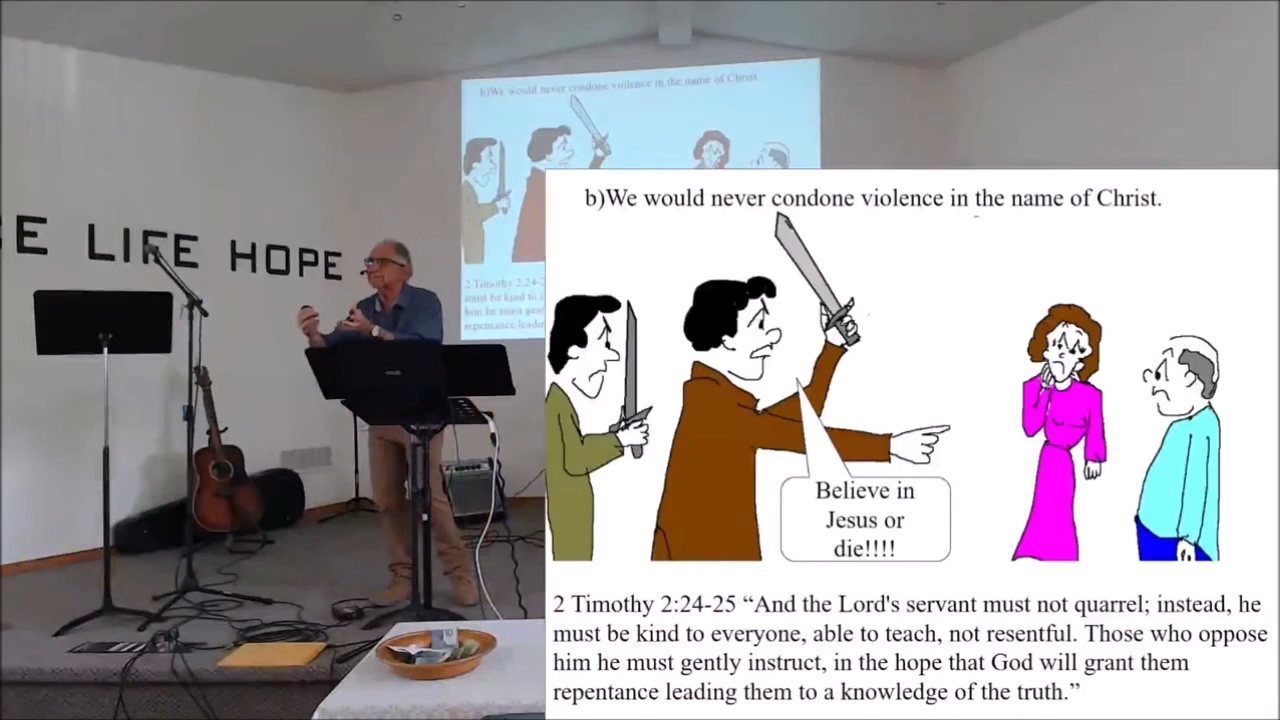 E LIFE HOPE
b)We would never condone violence in the name of Christ
2 Timothy 2.24-2
must be kind to
him he must gen
repentance leadi
ASUS
b)We would never condone violence in the name of Christ.
Believe in
Jesus or
die!!!!
2 Timothy 2:24-25 “And the Lord's servant must not quarrel; instead, he
must be kind to everyone, able to teach, not resentful. Those who oppose
him he must gently instruct, in the hope that God will grant them
repentance leading them to a knowledge of the truth.”